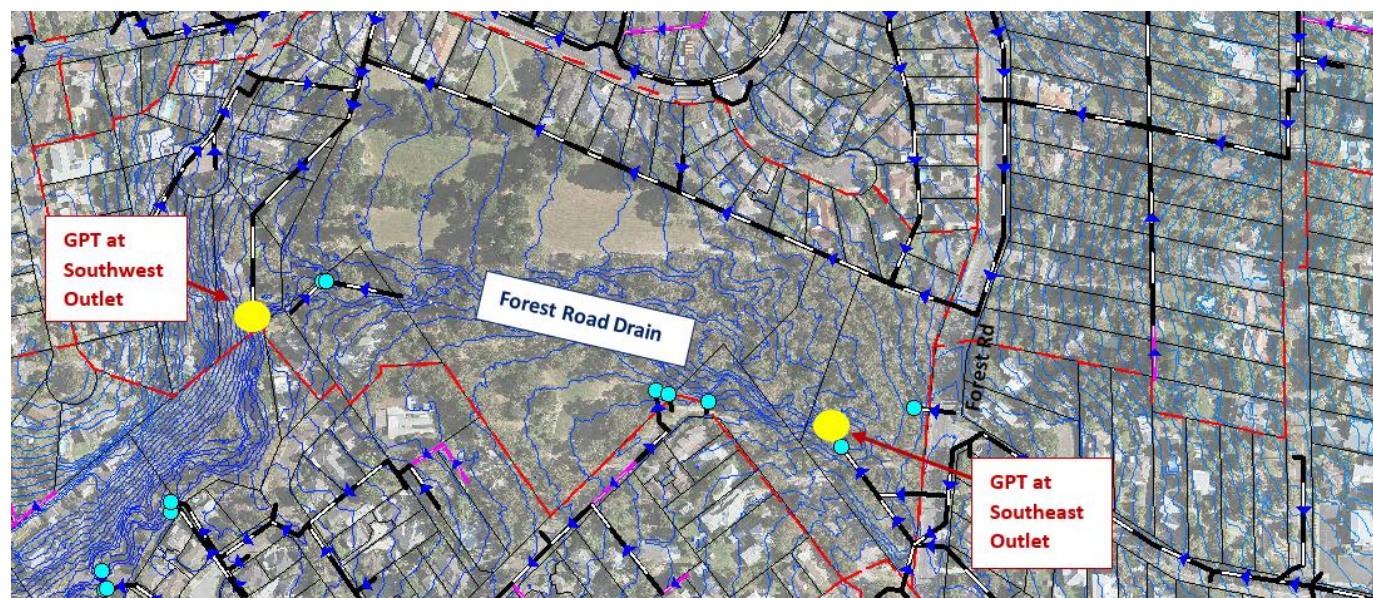 GPT at
Southwest
Outlet
Forest Road Drain
Forest Rd
GPT at
Southeast
Outlet